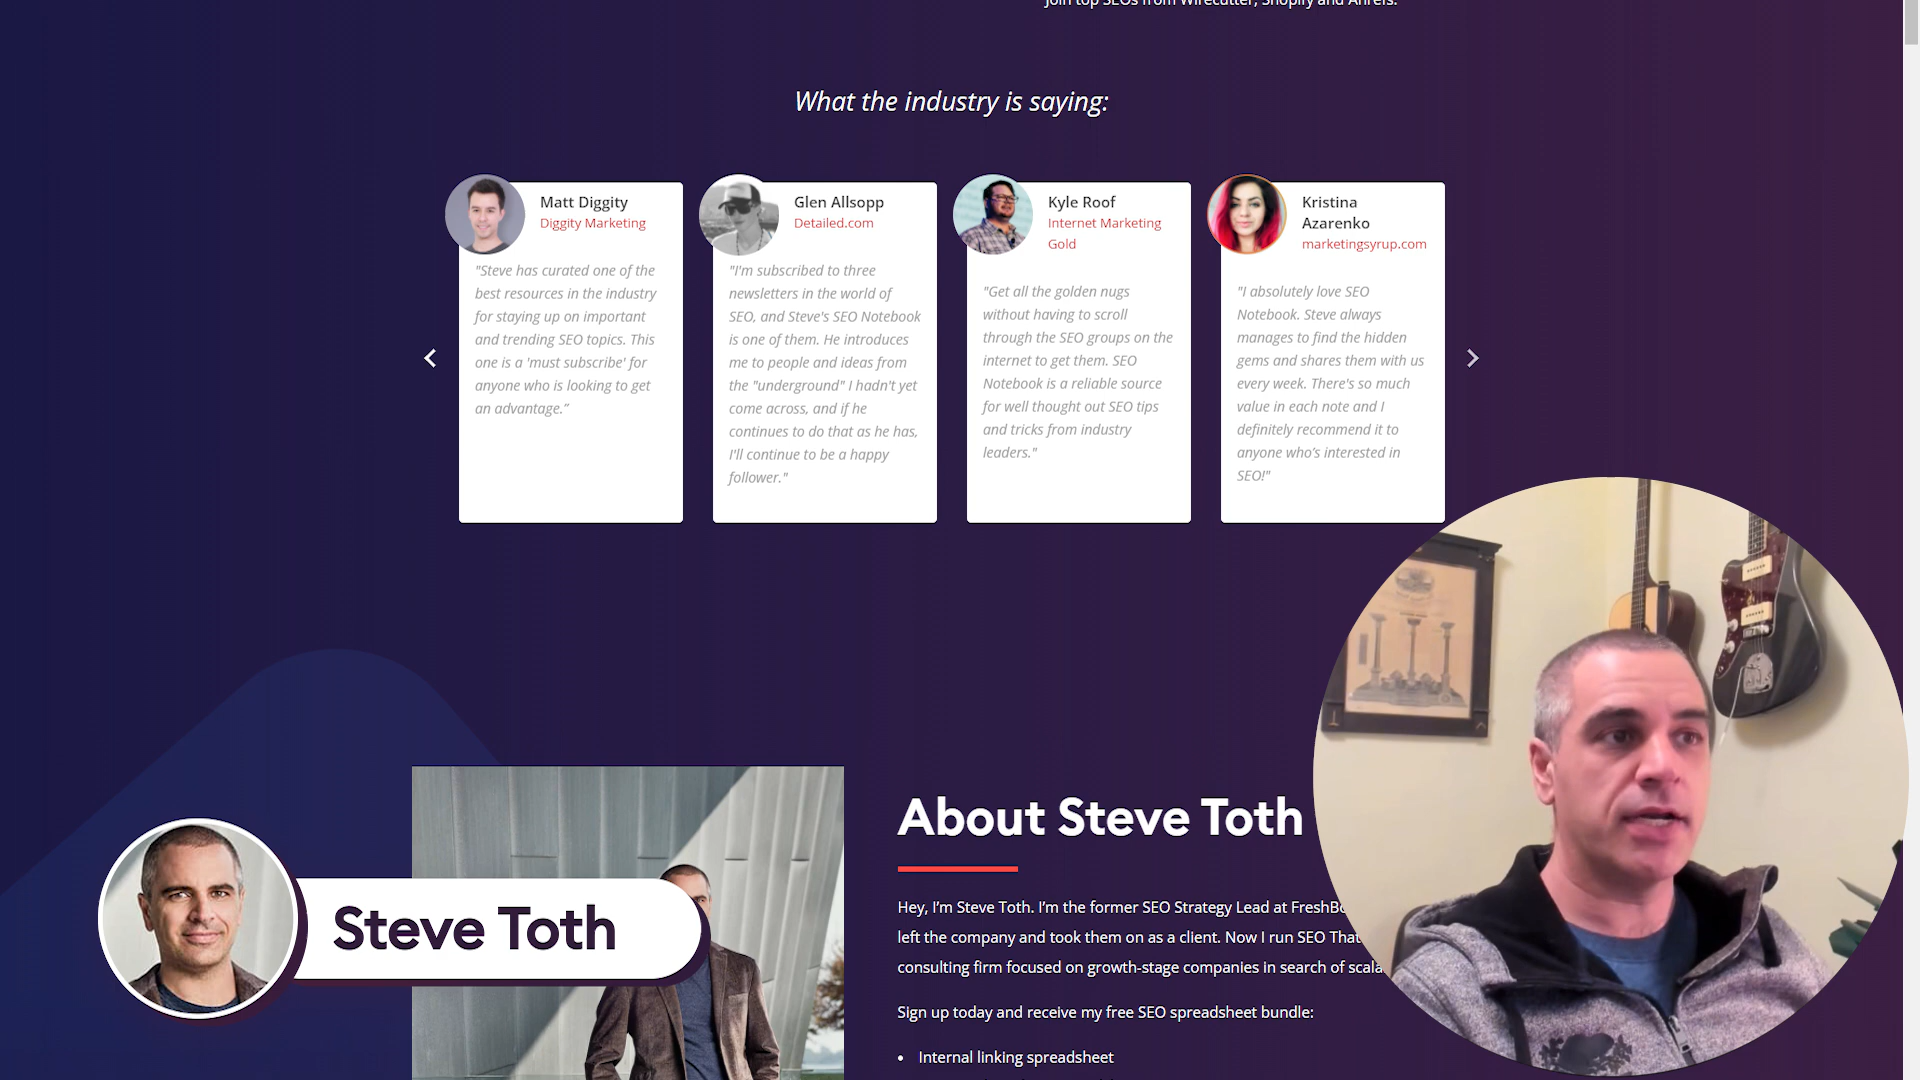 Join top SEOs from Wirecutter, Shopify and Ahrefs.
What the industry is saying:
Matt Diggity
Diggity Marketing
"Steve has curated one of the
best resources in the industry
for staying up on important
and trending SEO topics. This
one is a 'must subscribe' for
anyone who is looking to get
an advantage.”
Glen Allsopp
Detailed.com
"I'm subscribed to three
newsletters in the world of
SEO, and Steve's SEO Notebook
is one of them. He introduces
me to people and ideas from
the "underground" I hadn't yet
come across, and if he
continues to do that as he has,
I'll continue to be a happy
follower."
Kyle Roof
Internet Marketing
Gold
"Get all the golden nugs
without having to scroll
through the SEO groups on the
internet to get them. SEO
Notebook is a reliable source
for well thought out SEO tips
and tricks from industry
leaders."
Kristina
Azarenko
marketingsyrup.com
"I absolutely love SEO
Notebook. Steve always
manages to find the hidden
gems and shares them with us
every week. There's so much
value in each note and I
definitely recommend it to
anyone who's interested in
SEO!"
Steve Toth
About Steve Toth
Hey, I’m Steve Toth. I’m the former SEO Strategy Lead at
left the company and took them on as a client. Now I run SEO That
consulting firm focused on growth-stage companies in search of
Sign up today and receive my free SEO spreadsheet bundle:
• Internal linking spreadsheet